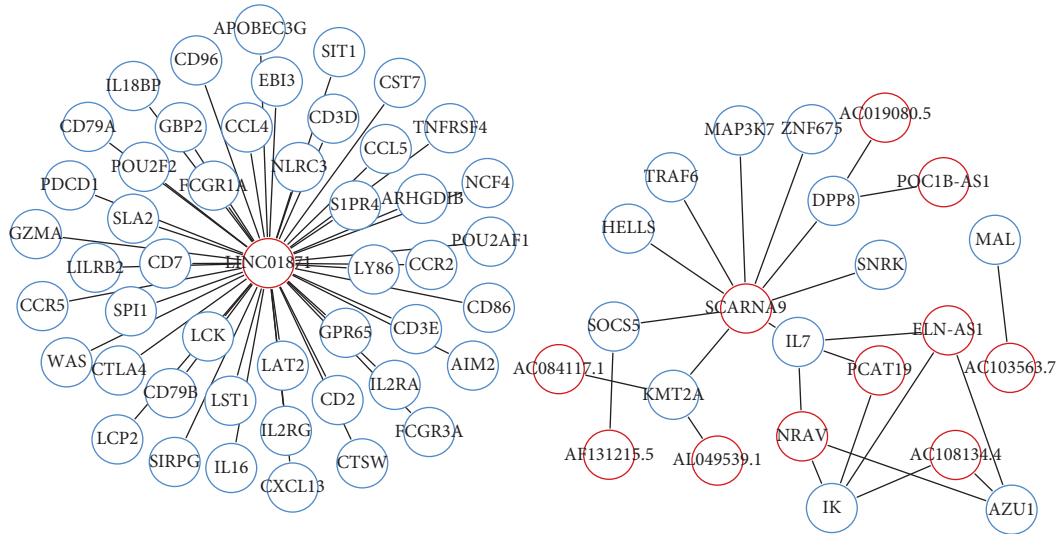 APOBEC3G
CD96
SIT1
IL18BP
EBI3
CST7
CD79A
GBP2
CCL4
CD3D
TNFRSF4
CCL5
POU2F2
NLRC3
PDCD1
FCGR1A
S1PR4
ARHGDIB
NCF4
SLA2
GZMA
POU2AF1
LILRB2
CD7
LINC01871
LY86
CCR2
CCR5
SPI1
CD86
LCK
GPR65
CD3E
WAS
CTLA4
LAT2
AIM2
CD79B
IL2RA
LST1
CD2
LCP2
IL2RG
FCGR3A
SIRPG
IL16
CTSW
CXCL13
AC019080.5
MAP3K7
ZNF675
TRAF6
POC1B-AS1
DPP8
HELLS
MAL
SNRK
SCARNA9
SOCS5
IL7
ELN-AS1
AC084117.1
PCAT19
AC103563.7
KMT2A
NRAV
AF131215.5
AL049539.1
AC108134.4
IK
AZU1